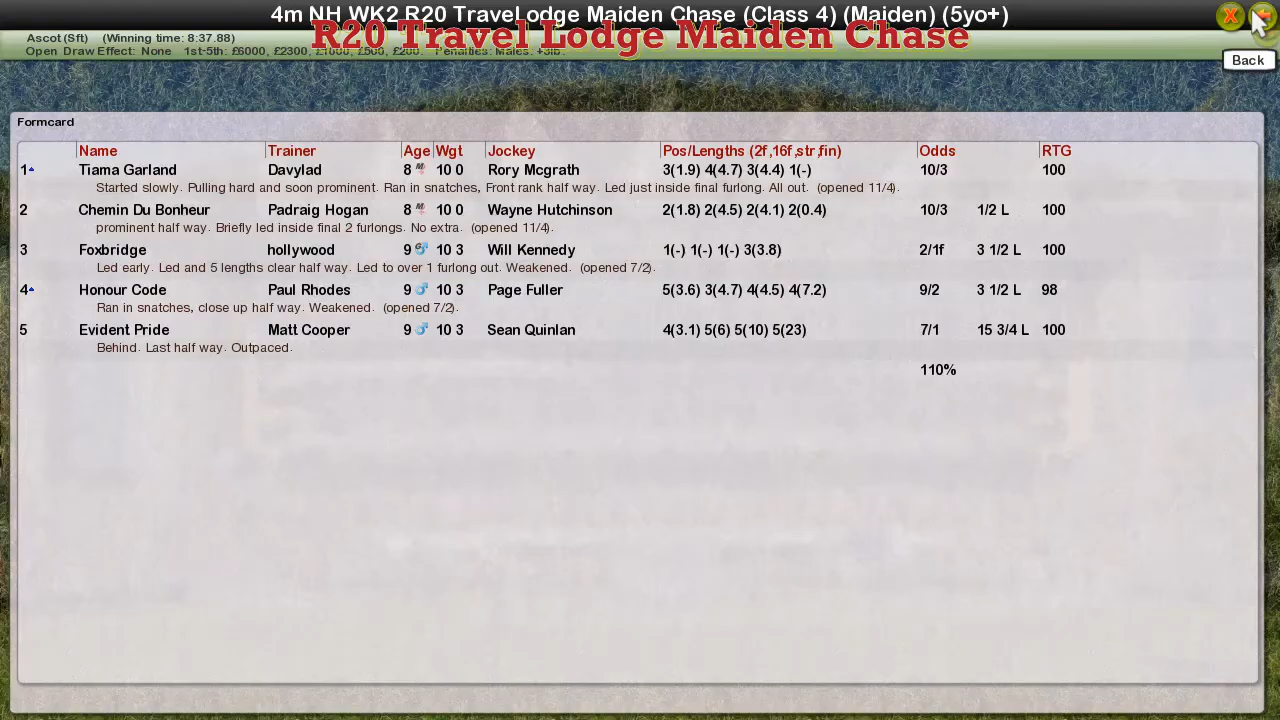 4m NH WK2 R20 TraveLodge Maiden Chase (Class 4) (Maiden) (5yo+)
R20 Travel Lodge Maiden Chase
Ascot (Sft) (Winning time: 8:37.88)
Open Draw Effect: None 1st-5th: £6000, £2300, £1000, £500, £200. Penalties: Males: +3lb.
X
Back
Formcard
Name Trainer Age Wgt Jockey Pos/Lengths (2f,16f,str,fin) Odds RTG
1 Tiama Garland Davylad 8 10 0 Rory Mcgrath 3(1.9) 4(4.7) 3(4.4) 1(-) 10/3 100
Started slowly. Pulling hard and soon prominent. Ran in snatches, Front rank half way. Led just inside final furlong. All out. (opened 11/4).
2 Chemin Du Bonheur Padraig Hogan 8 10 0 Wayne Hutchinson 2(1.8) 2(4.5) 2(4.1) 2(0.4) 10/3 1/2 L 100
prominent half way. Briefly led inside final 2 furlongs. No extra. (opened 11/4).
3 Foxbridge hollywood 9 10 3 Will Kennedy 1(-) 1(-) 1(-) 3(3.8) 2/1f 3 1/2 L 100
Led early. Led and 5 lengths clear half way. Led to over 1 furlong out. Weakened. (opened 7/2).
4 Honour Code Paul Rhodes 9 10 3 Page Fuller 5(3.6) 3(4.7) 4(4.5) 4(7.2) 9/2 3 1/2 L 98
Ran in snatches, close up half way. Weakened. (opened 7/2).
5 Evident Pride Matt Cooper 9 10 3 Sean Quinlan 4(3.1) 5(6) 5(10) 5(23) 7/1 15 3/4 L 100
Behind. Last half way. Outpaced.
110%